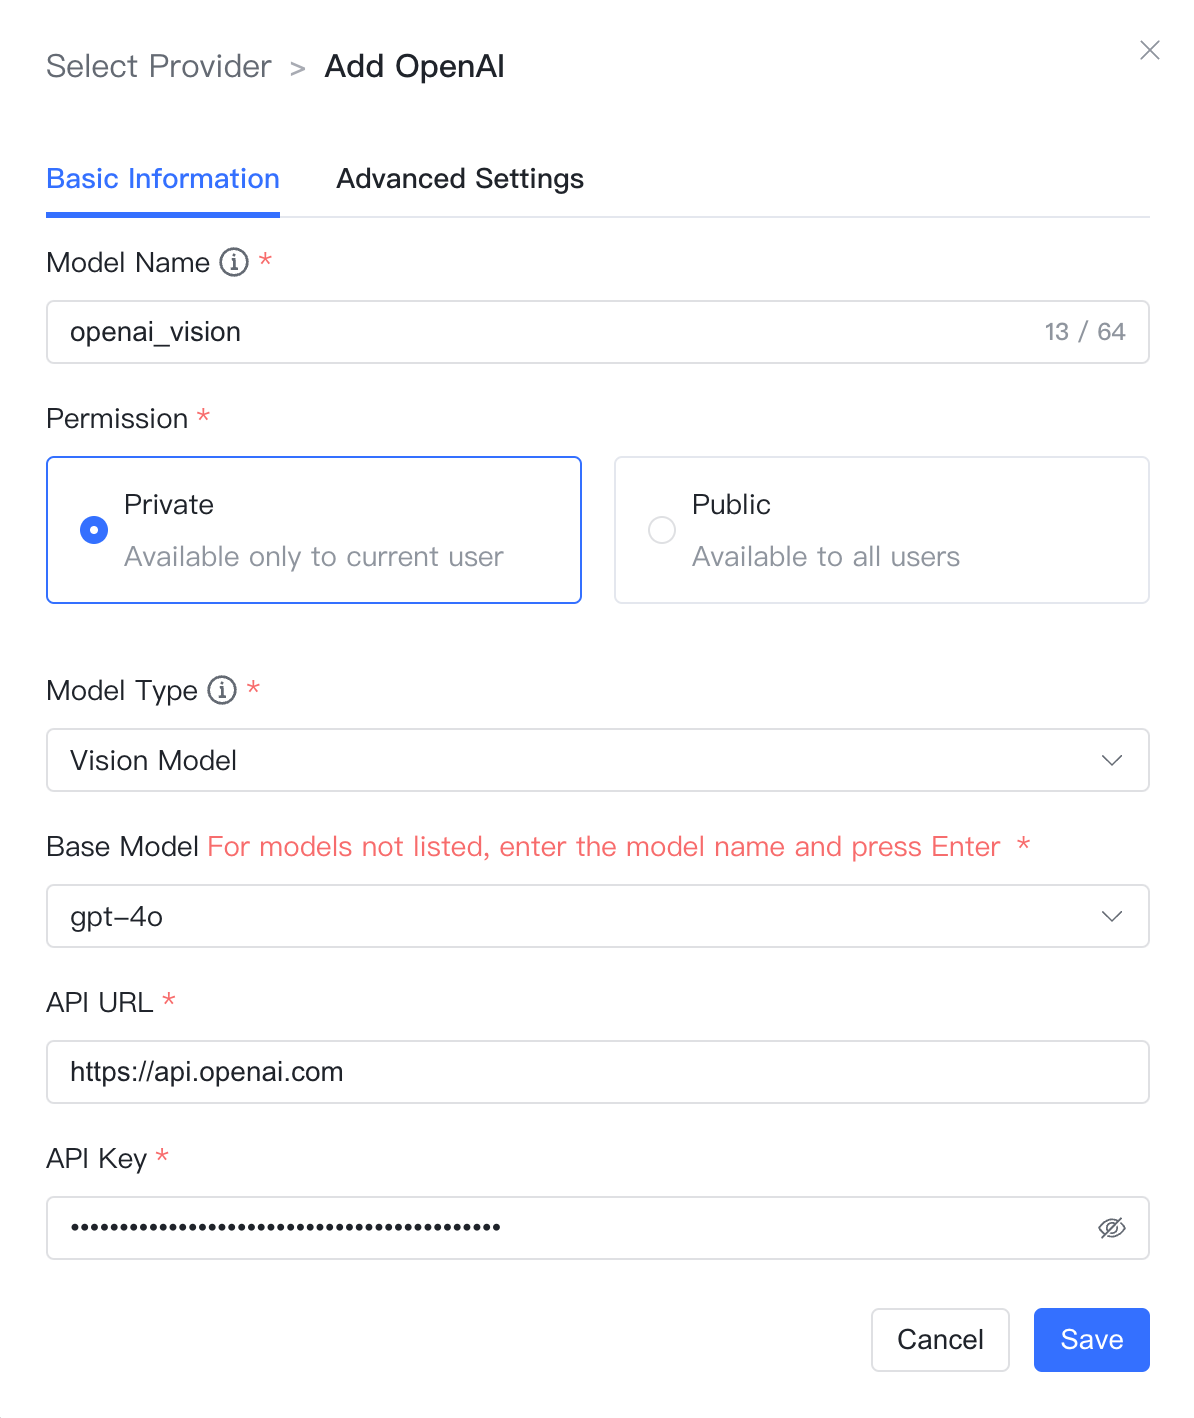 Select Provider > Add OpenAI
Basic Information Advanced Settings
Model Name *
openai_vision 13 / 64
Permission *
Private
Available only to current user
Public
Available to all users
Model Type *
Vision Model
Base Model For models not listed, enter the model name and press Enter *
gpt-4o
API URL *
https://api.openai.com
API Key *
••••••••••••••••••••••••••••••••••••••••••••
Cancel Save